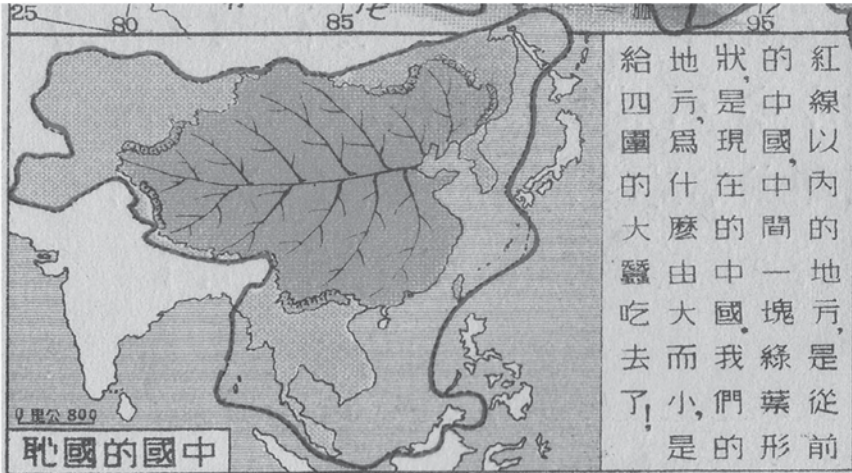 25
80
85
95
紅線以內的地方,是從前
的中國,中間一塊綠葉形
狀,是現在的中國。我們的
地方,爲什麼由大而小,是
給四圍的大蠶吃去了!
0 里公 800
中國的國恥